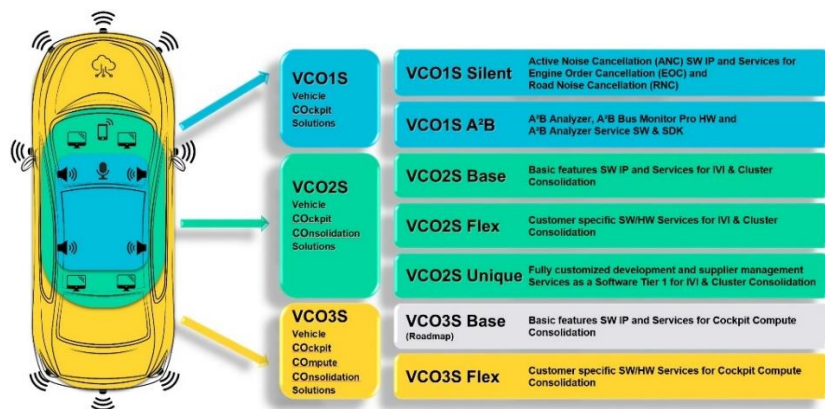 VCO1S
Vehicle
COckpit
Solutions
VCO1S Silent
Active Noise Cancellation (ANC) SW IP and Services for
Engine Order Cancellation (EOC) and
Road Noise Cancellation (RNC)
VCO1S A²B
A²B Analyzer, A²B Bus Monitor Pro HW and
A²B Analyzer Service SW & SDK
VCO2S
Vehicle
COckpit
COnsolidation
Solutions
VCO2S Base
Basic features SW IP and Services for IVI & Cluster
Consolidation
VCO2S Flex
Customer specific SW/HW Services for IVI & Cluster
Consolidation
VCO2S Unique
Fully customized development and supplier management
Services as a Software Tier 1 for IVI & Cluster Consolidation
VCO3S
Vehicle
COckpit
COmpute
COnsolidation
Solutions
VCO3S Base
(Roadmap)
Basic features SW IP and Services for Cockpit Compute
Consolidation
VCO3S Flex
Customer specific SW/HW Services for Cockpit Compute
Consolidation